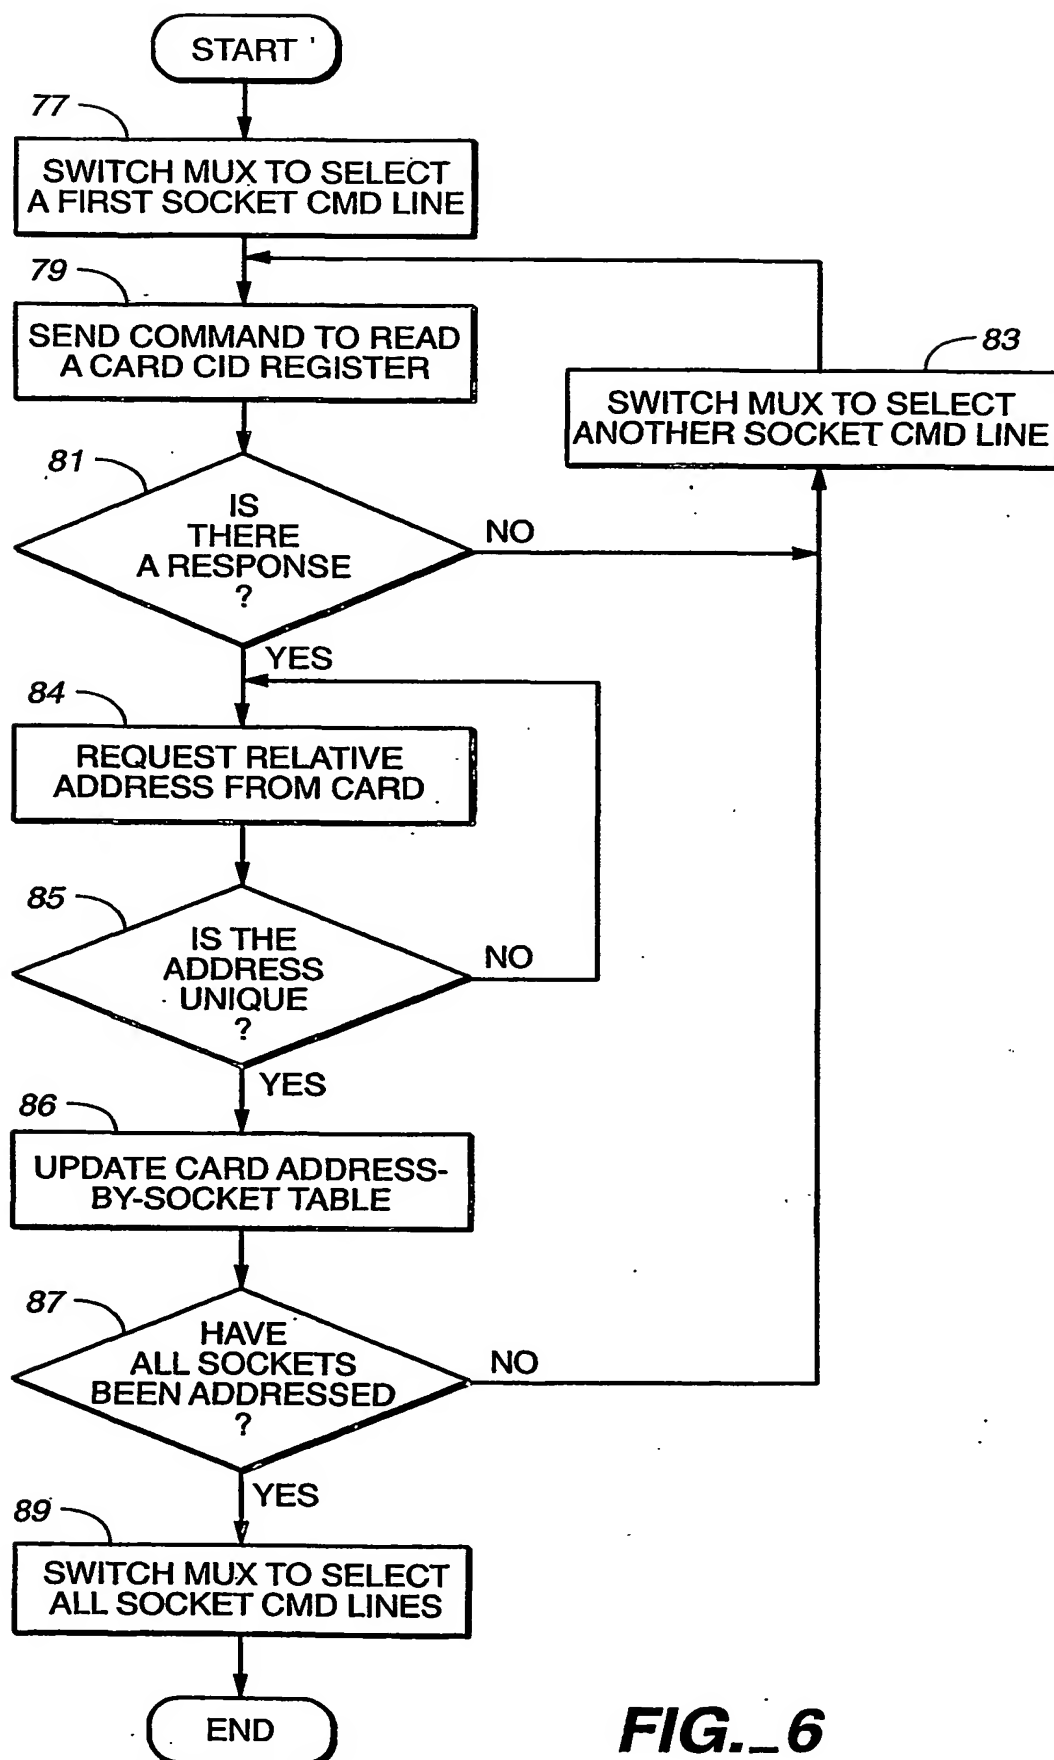 START
77
SWITCH MUX TO SELECT
A FIRST SOCKET CMD LINE
79
SEND COMMAND TO READ
A CARD CID REGISTER
83
SWITCH MUX TO SELECT
ANOTHER SOCKET CMD LINE
81
IS
THERE
A RESPONSE
?
NO
YES
84
REQUEST RELATIVE
ADDRESS FROM CARD
85
IS THE
ADDRESS
UNIQUE
?
NO
YES
86
UPDATE CARD ADDRESS-
BY-SOCKET TABLE
87
HAVE
ALL SOCKETS
BEEN ADDRESSED
?
NO
YES
89
SWITCH MUX TO SELECT
ALL SOCKET CMD LINES
END
FIG._6